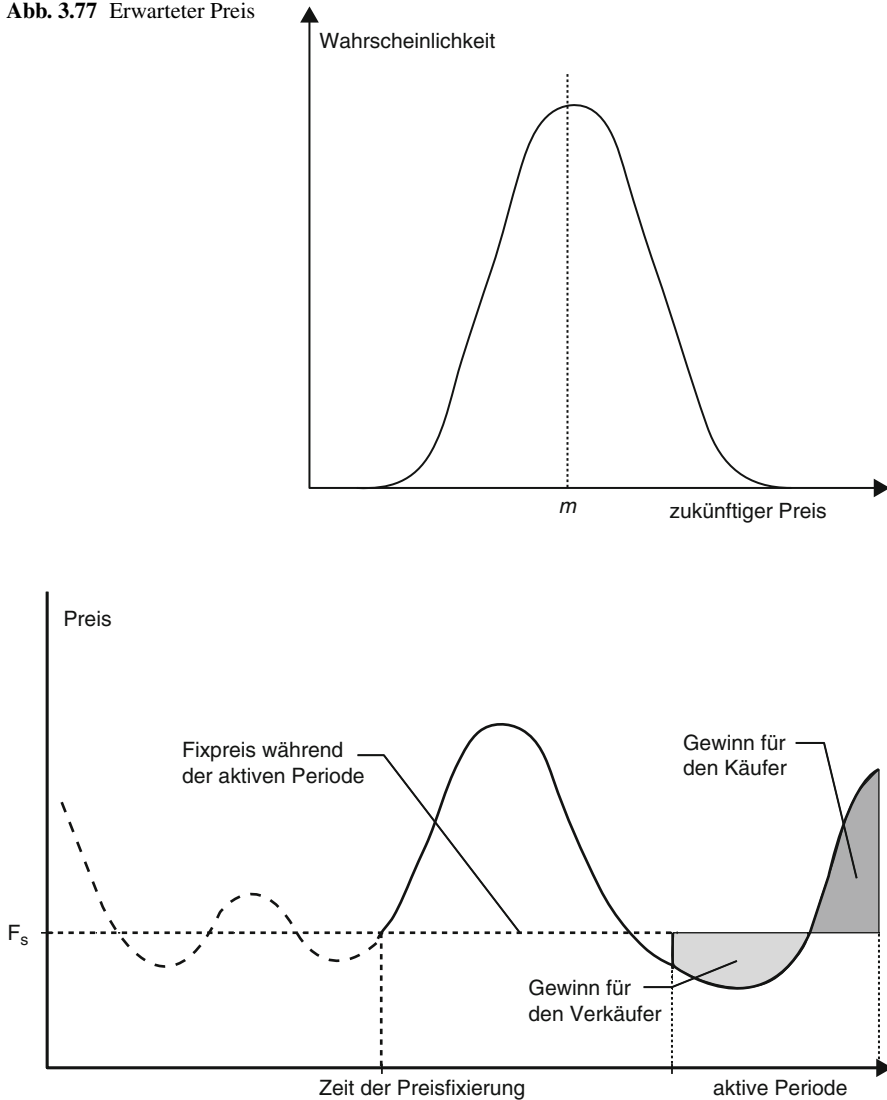 Abb. 3.77 Erwarteter Preis
Wahrscheinlichkeit
m
zukünftiger Preis
Preis
Fixpreis während
der aktiven Periode
Gewinn für
den Käufer
Fs
Gewinn für
den Verkäufer
Zeit der Preisfixierung
aktive Periode